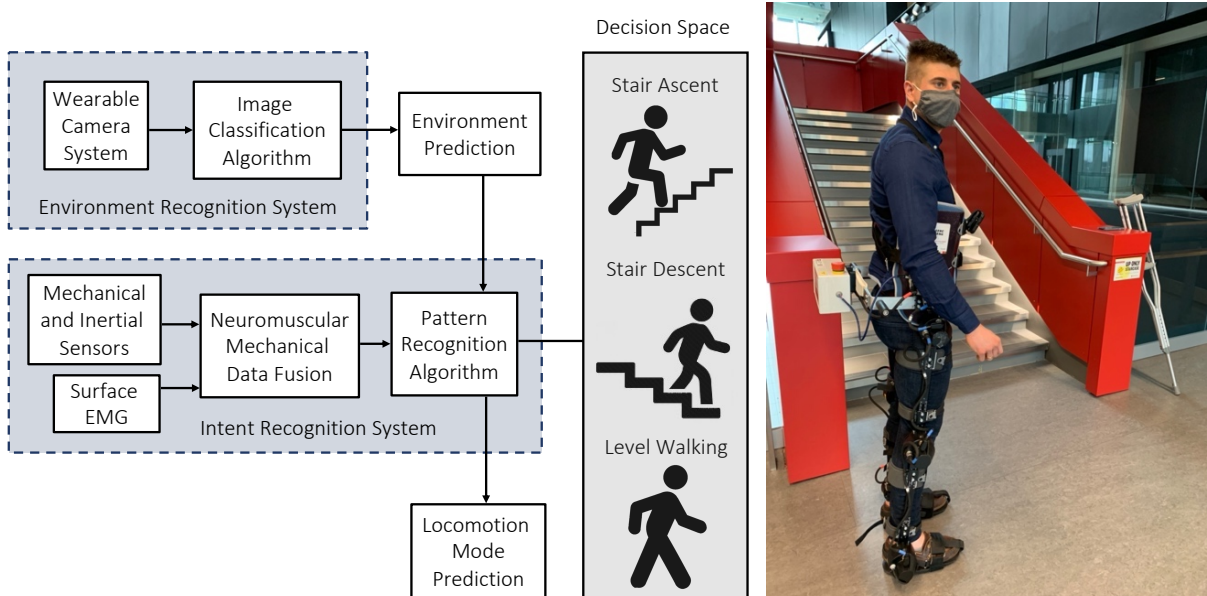 Decision Space
Wearable
Camera
System
Image
Classification
Algorithm
Environment
Prediction
Environment Recognition System
Mechanical
and Inertial
Sensors
Surface
EMG
Neuromuscular
Mechanical
Data Fusion
Pattern
Recognition
Algorithm
Intent Recognition System
Locomotion
Mode
Prediction
Stair Ascent
Stair Descent
Level Walking